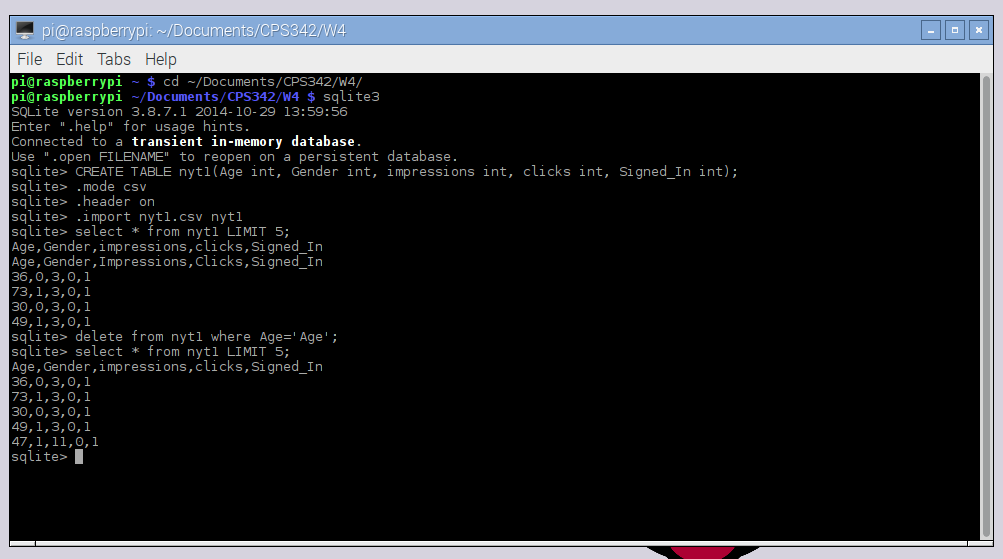 pi@raspberrypi: ~/Documents/CPS342/W4
File Edit Tabs Help
pi@raspberrypi ~ $ cd ~/Documents/CPS342/W4/
pi@raspberrypi ~/Documents/CPS342/W4 $ sqlite3
SQLite version 3.8.7.1 2014-10-29 13:59:56
Enter ".help" for usage hints.
Connected to a transient in-memory database.
Use ".open FILENAME" to reopen on a persistent database.
sqlite> CREATE TABLE nyt1(Age int, Gender int, impressions int, clicks int, Signed_In int);
sqlite> .mode csv
sqlite> .header on
sqlite> .import nyt1.csv nyt1
sqlite> select * from nyt1 LIMIT 5;
Age,Gender,impressions,clicks,Signed_In
Age,Gender,Impressions,Clicks,Signed_In
36,0,3,0,1
73,1,3,0,1
30,0,3,0,1
49,1,3,0,1
sqlite> delete from nyt1 where Age='Age';
sqlite> select * from nyt1 LIMIT 5;
Age,Gender,impressions,clicks,Signed_In
36,0,3,0,1
73,1,3,0,1
30,0,3,0,1
49,1,3,0,1
47,1,11,0,1
sqlite>